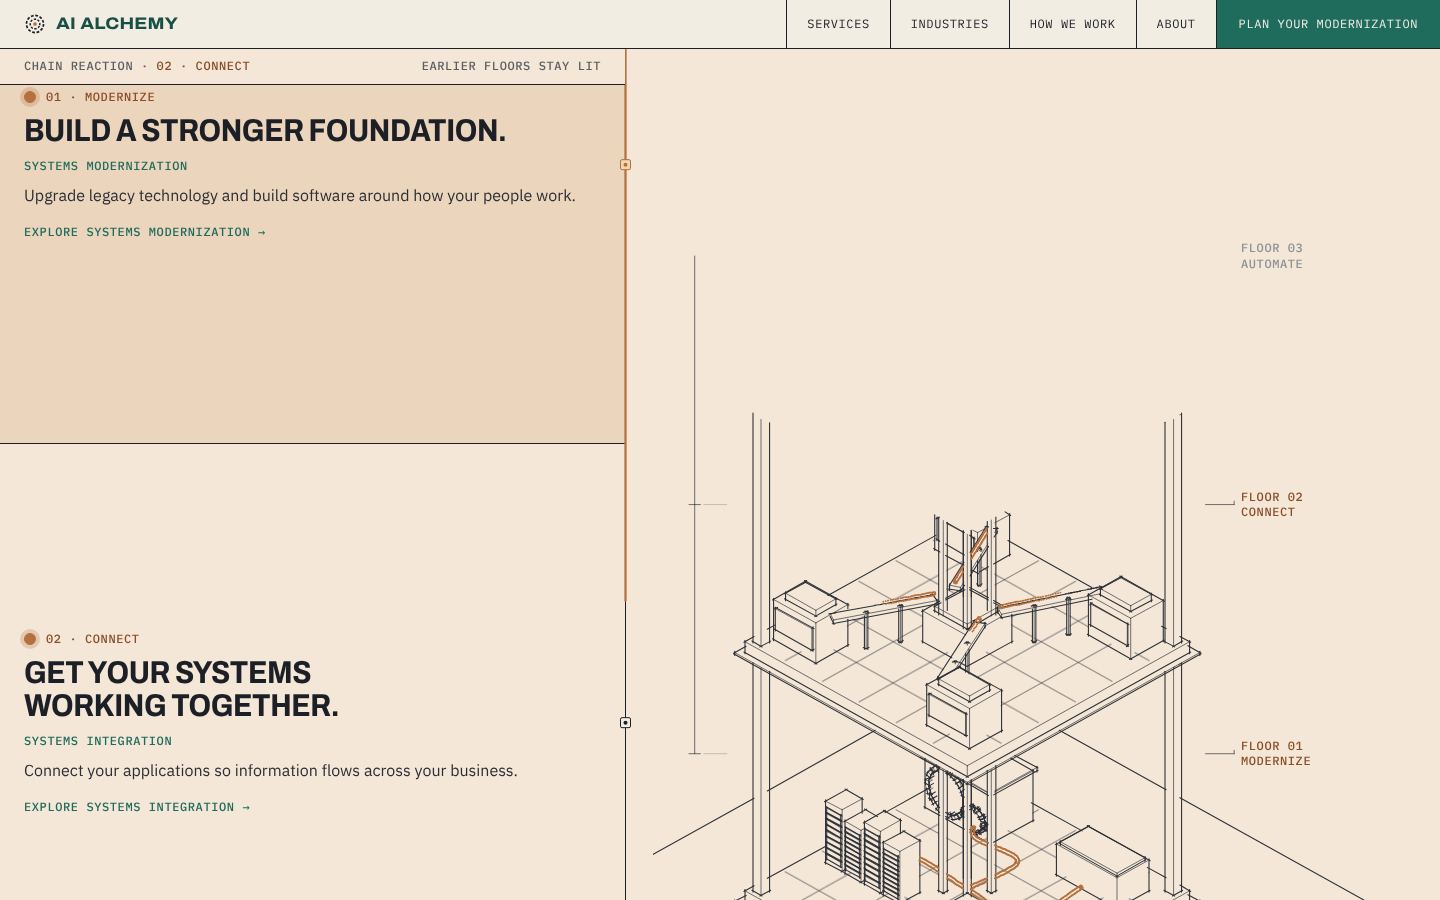 AI ALCHEMY
SERVICES
INDUSTRIES
HOW WE WORK
ABOUT
PLAN YOUR MODERNIZATION
CHAIN REACTION · 02 · CONNECT
EARLIER FLOORS STAY LIT
01 · MODERNIZE
BUILD A STRONGER FOUNDATION.
SYSTEMS MODERNIZATION
Upgrade legacy technology and build software around how your people work.
EXPLORE SYSTEMS MODERNIZATION →
02 · CONNECT
GET YOUR SYSTEMS
WORKING TOGETHER.
SYSTEMS INTEGRATION
Connect your applications so information flows across your business.
EXPLORE SYSTEMS INTEGRATION →
FLOOR 03
AUTOMATE
FLOOR 02
CONNECT
FLOOR 01
MODERNIZE